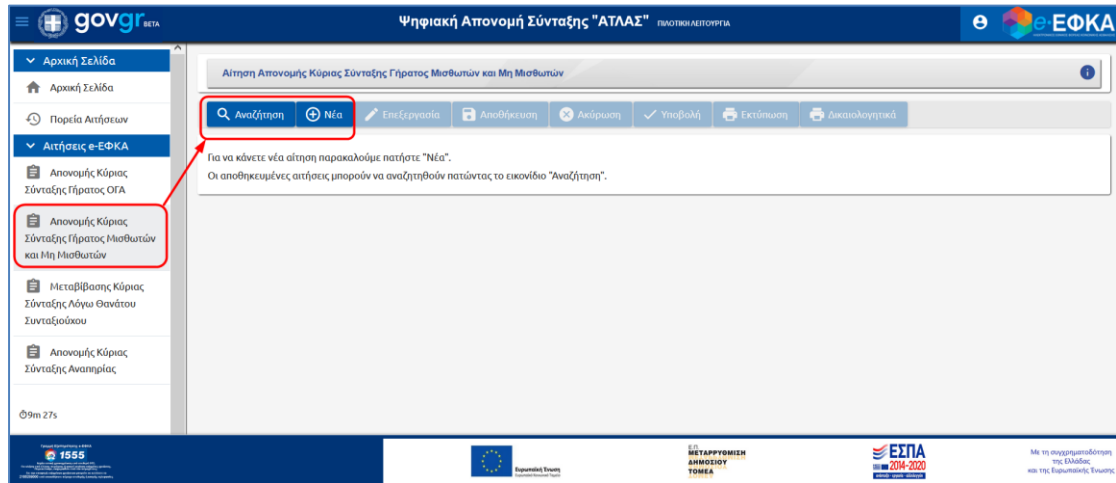 govgr BETA
Ψηφιακή Απονομή Σύνταξης "ΑΤΛΑΣ" ΠΙΛΟΤΙΚΗ ΛΕΙΤΟΥΡΓΙΑ
e-ΕΦΚΑ
Αρχική Σελίδα
Αρχική Σελίδα
Πορεία Αιτήσεων
Αιτήσεις e-ΕΦΚΑ
Απονομής Κύριας
Σύνταξης Γήρατος ΟΓΑ
Απονομής Κύριας
Σύνταξης Γήρατος Μισθωτών
και Μη Μισθωτών
Μεταβίβασης Κύριας
Σύνταξης Λόγω Θανάτου
Συνταξιούχου
Απονομής Κύριας
Σύνταξης Αναπηρίας
9m 27s
Αίτηση Απονομής Κύριας Σύνταξης Γήρατος Μισθωτών και Μη Μισθωτών
Αναζήτηση Νέα Επεξεργασία Αποθήκευση Ακύρωση Υποβολή Εκτύπωση Δικαιολογητικά
Για να κάνετε νέα αίτηση παρακαλούμε πατήστε "Νέα".
Οι αποθηκευμένες αιτήσεις μπορούν να αναζητηθούν πατώντας το εικονίδιο "Αναζήτηση".
1555
Ευρωπαϊκή Ένωση
Ε.Π.
ΜΕΤΑΡΡΥΘΜΙΣΗ
ΔΗΜΟΣΙΟΥ
ΤΟΜΕΑ
ΕΣΠΑ
2014-2020
Με τη συγχρηματοδότηση
της Ελλάδας
και της Ευρωπαϊκής Ένωσης